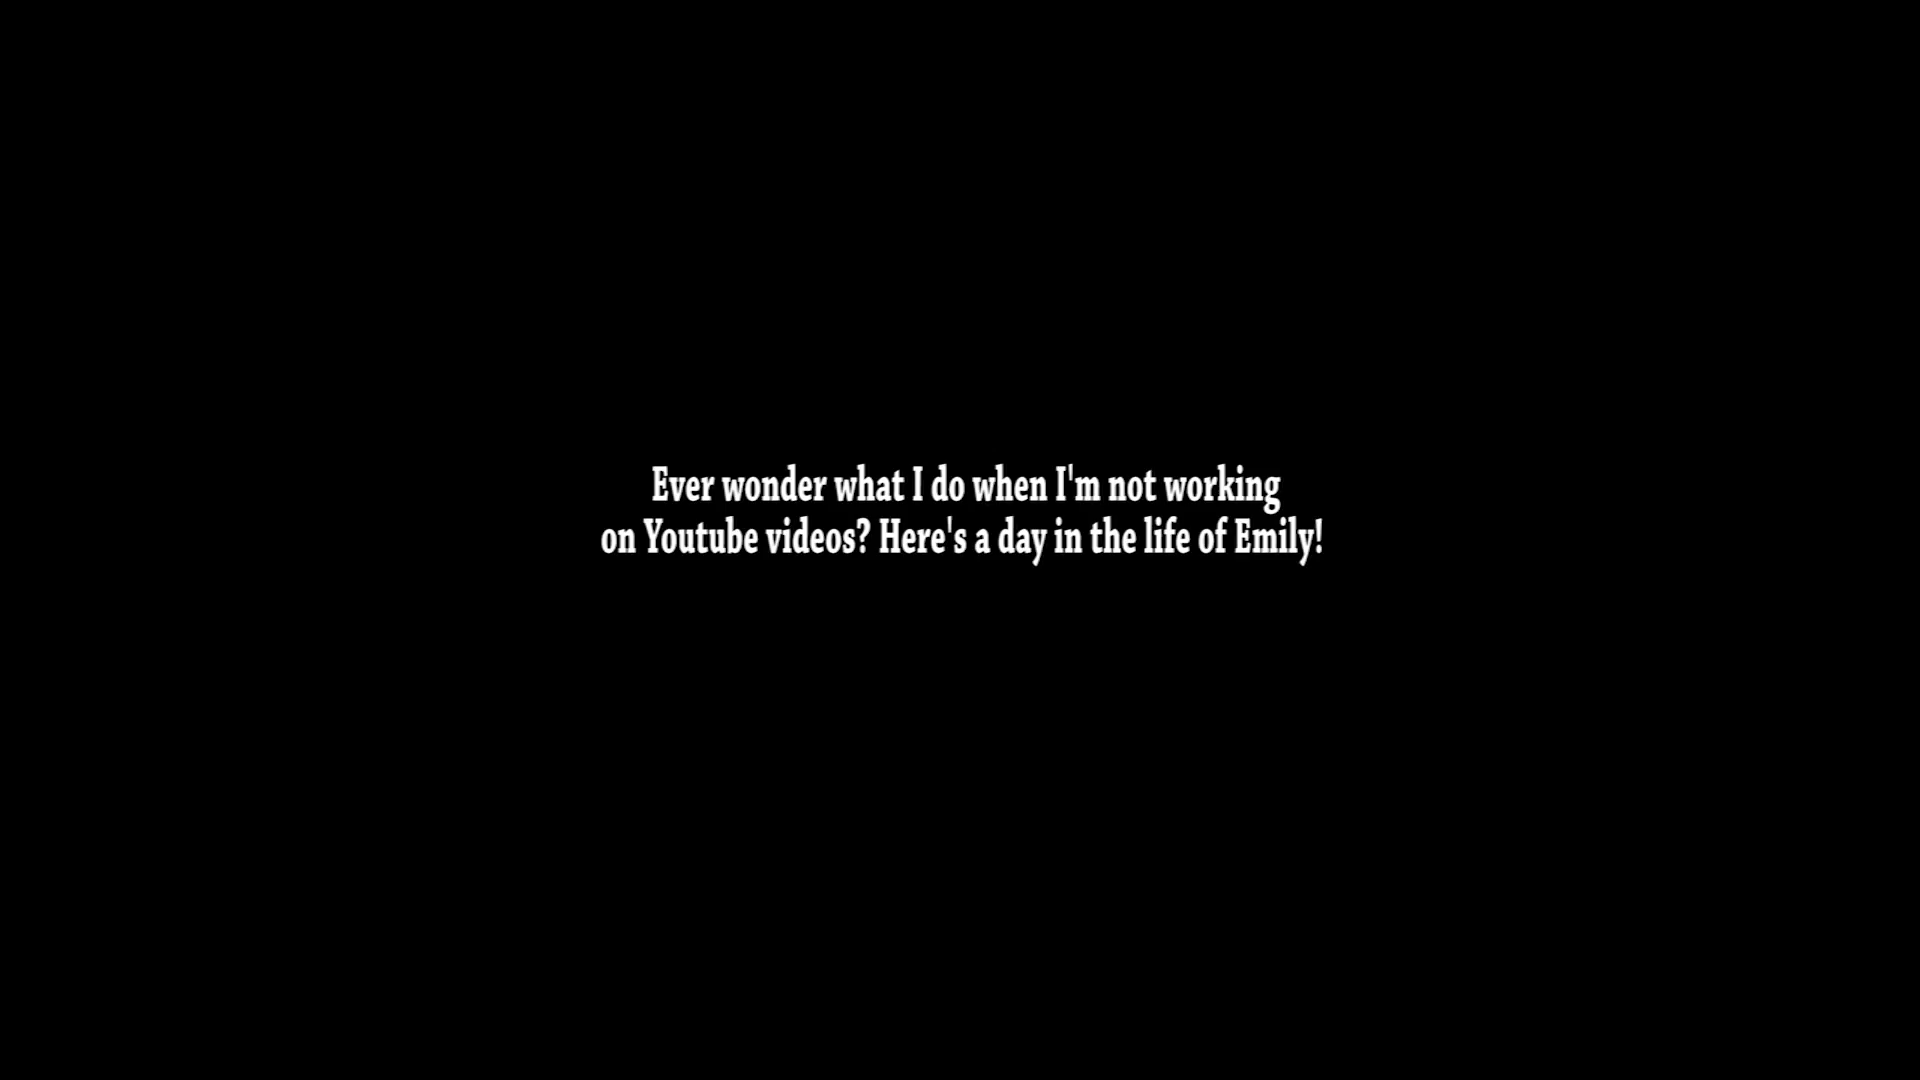 Ever wonder what I do when I'm not working
on Youtube videos? Here's a day in the life of Emily!